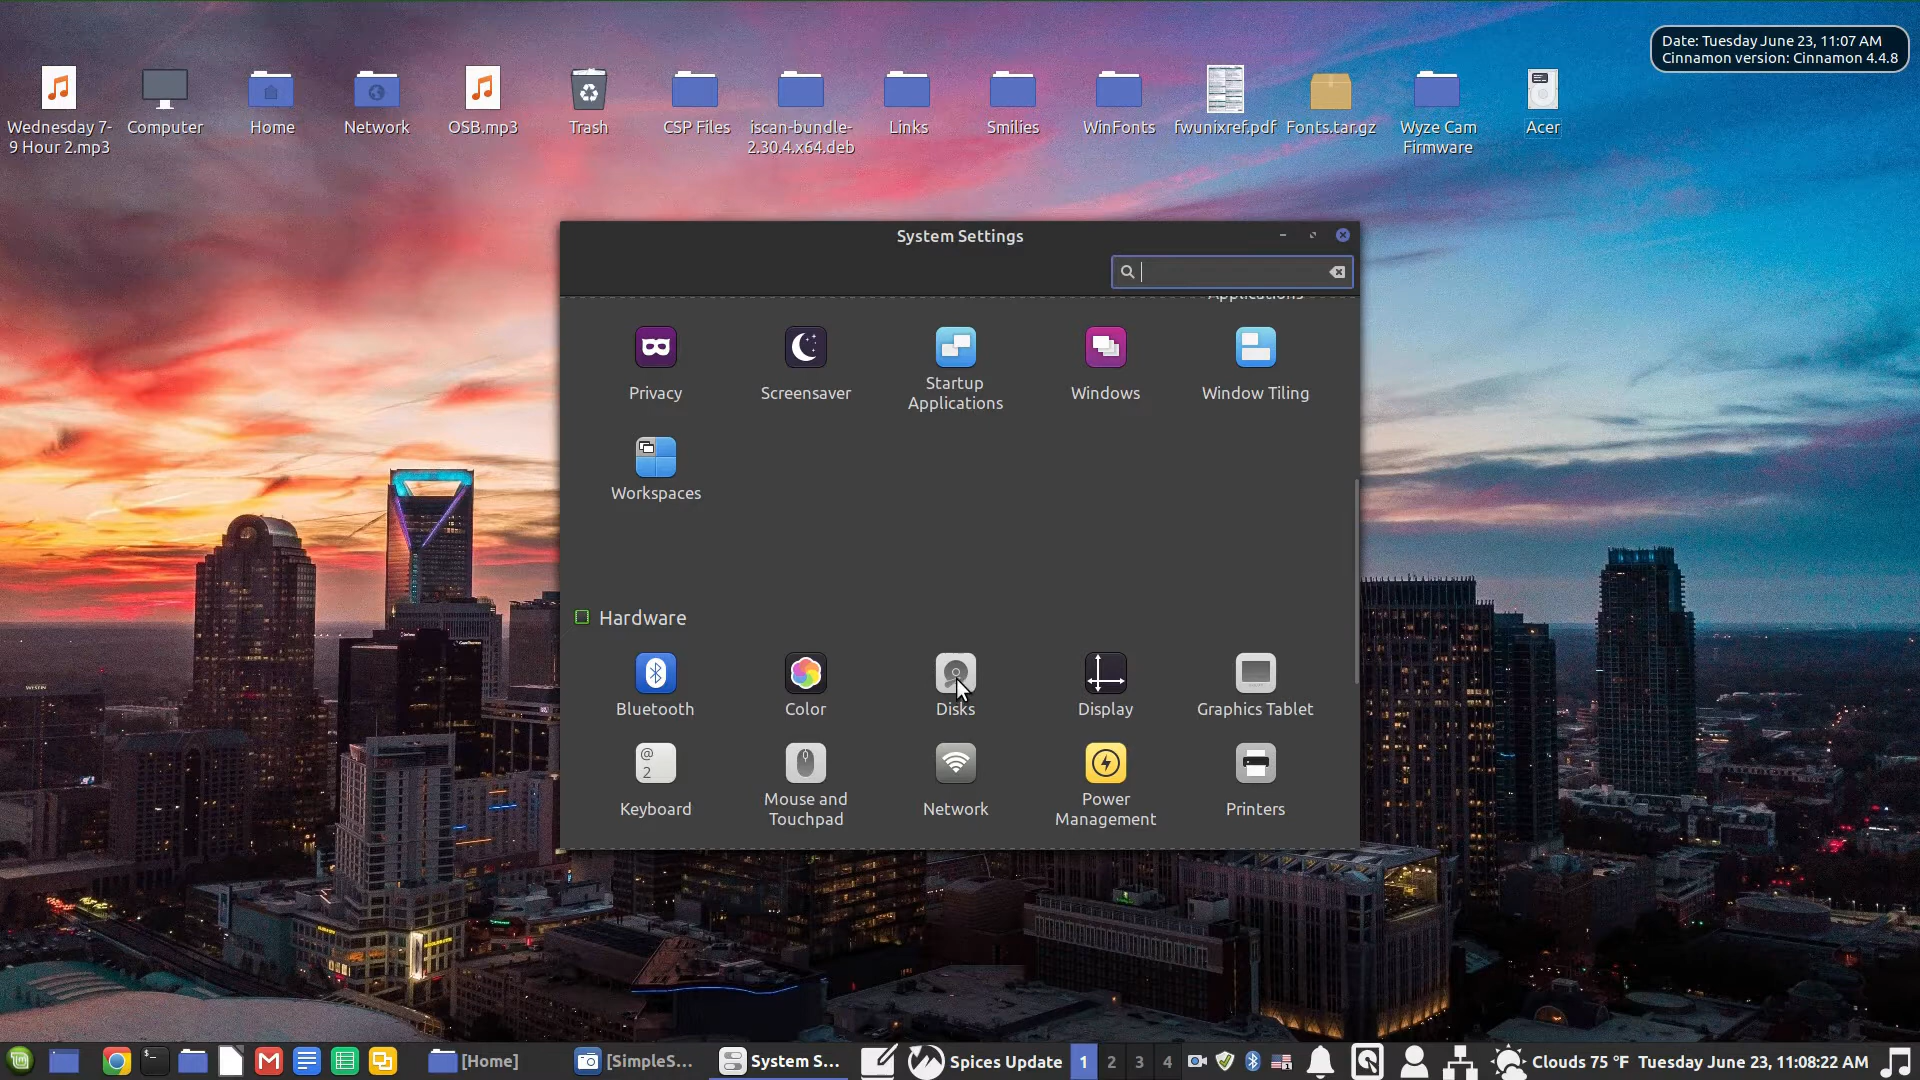 Date: Tuesday June 23, 11:07 AM
Cinnamon version: Cinnamon 4.4.8
Wednesday 7-
9 Hour 2.mp3
Computer
Home
Network
OSB.mp3
Trash
CSP Files
iscan-bundle-
2.30.4.x64.deb
Links
Smilies
WinFonts
fwunixref.pdf
Fonts.tar.gz
Wyze Cam
Firmware
Acer
System Settings
Applications
Privacy
Screensaver
Startup
Applications
Windows
Window Tiling
Workspaces
Hardware
Bluetooth
Color
Disks
Display
Graphics Tablet
@
2
Keyboard
Mouse and
Touchpad
Network
Power
Management
Printers
[Home]
[SimpleS...
System S...
Spices Update
1 2 3 4
Clouds 75 °F
Tuesday June 23, 11:08:22 AM